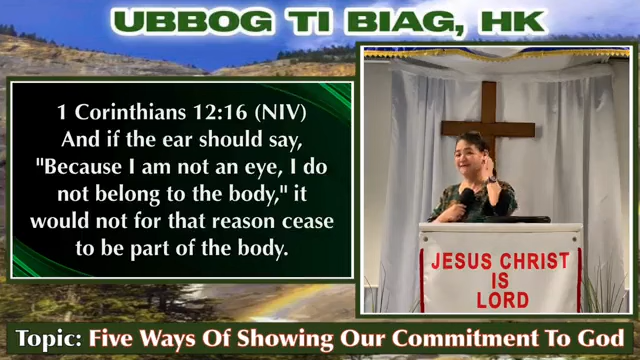 UBBOG TI BIAG, HK
1 Corinthians 12:16 (NIV)
And if the ear should say,
"Because I am not an eye, I do
not belong to the body," it
would not for that reason cease
to be part of the body.
JESUS CHRIST
IS
LORD
Topic: Five Ways Of Showing Our Commitment To God